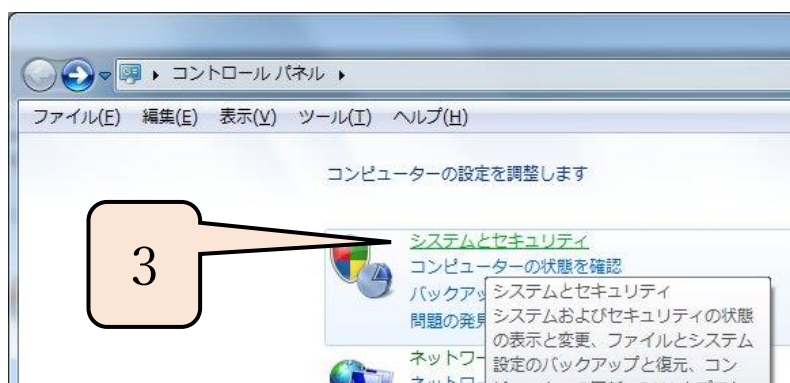 コントロール パネル
ファイル(F) 編集(E) 表示(V) ツール(T) ヘルプ(H)
コンピューターの設定を調整します
3
システムとセキュリティ
コンピューターの状態を確認
バックアッ
問題の発見
システムとセキュリティ
システムおよびセキュリティの状態
の表示と変更、ファイルとシステム
設定のバックアップと復元、コン
ネットワー